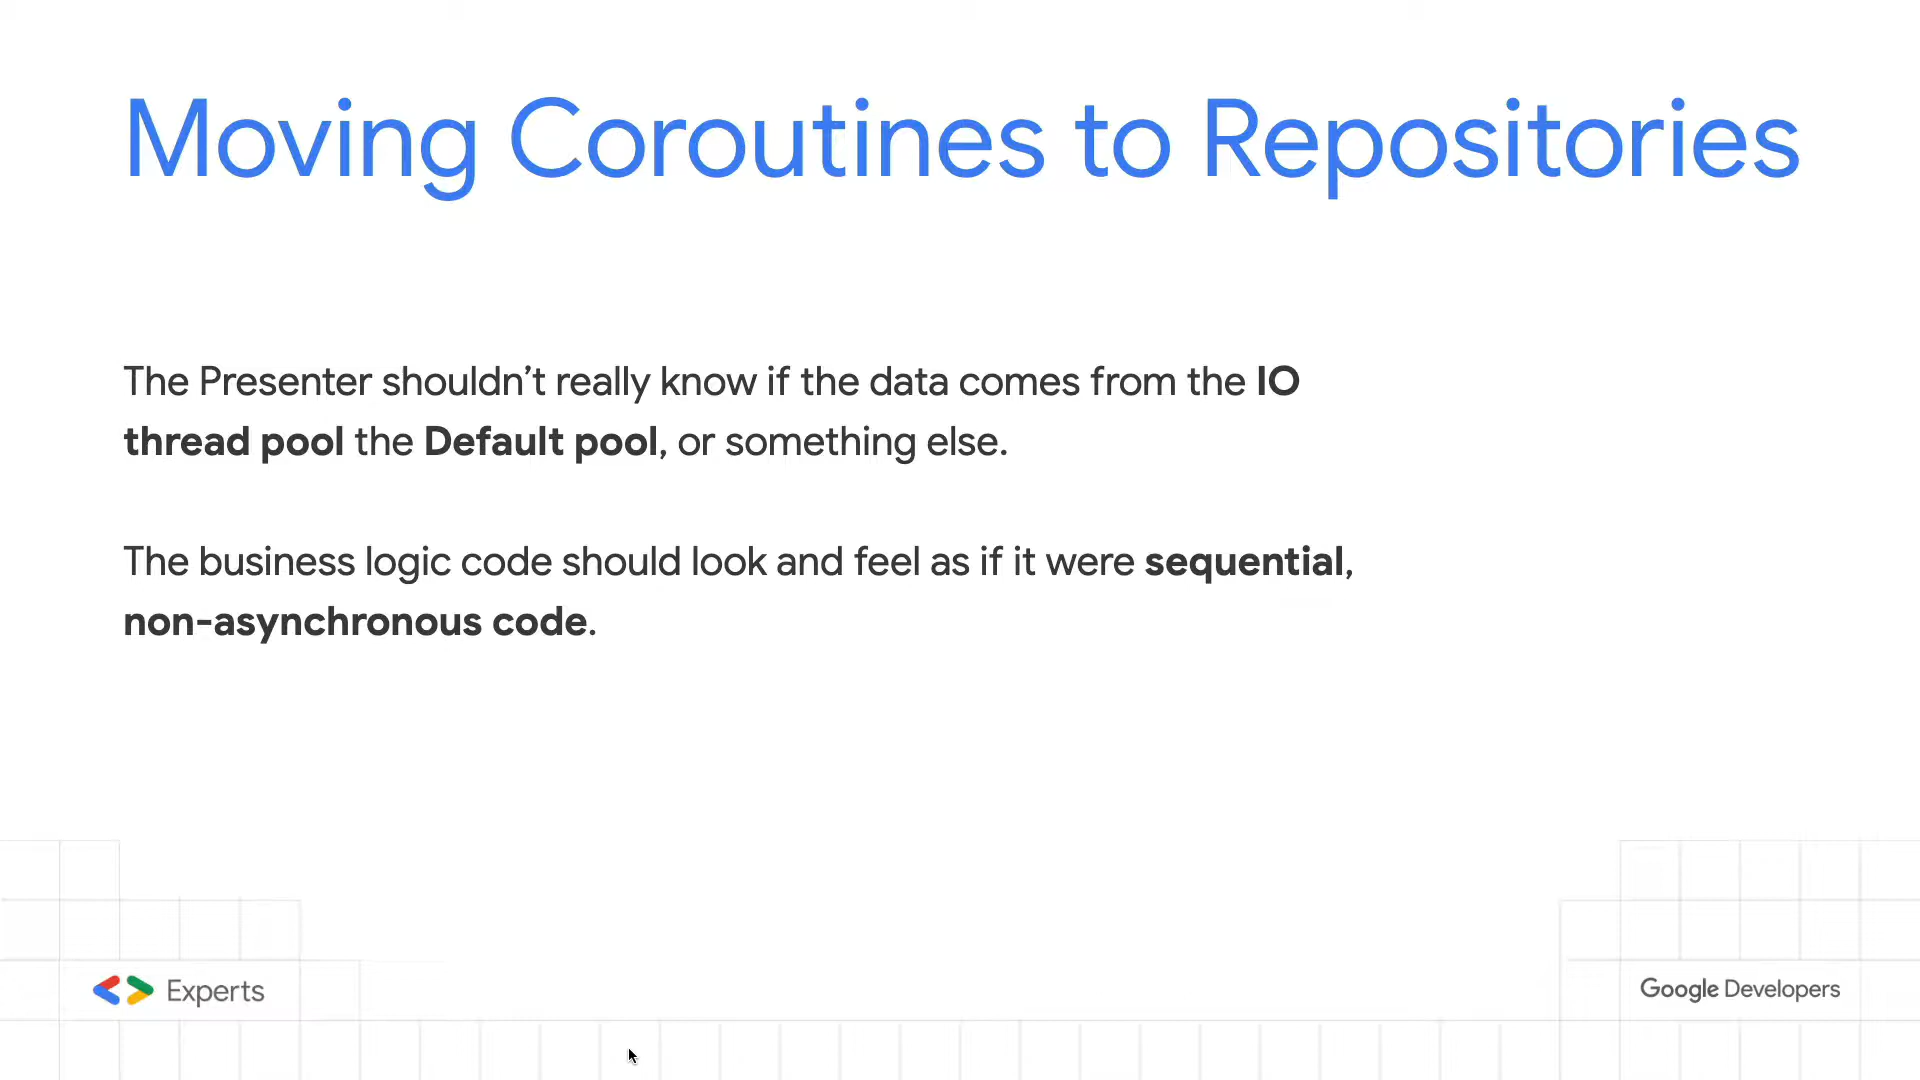 Moving Coroutines to Repositories
The Presenter shouldn’t really know if the data comes from the IO
thread pool the Default pool, or something else.
The business logic code should look and feel as if it were sequential,
non-asynchronous code.
Experts
Google Developers